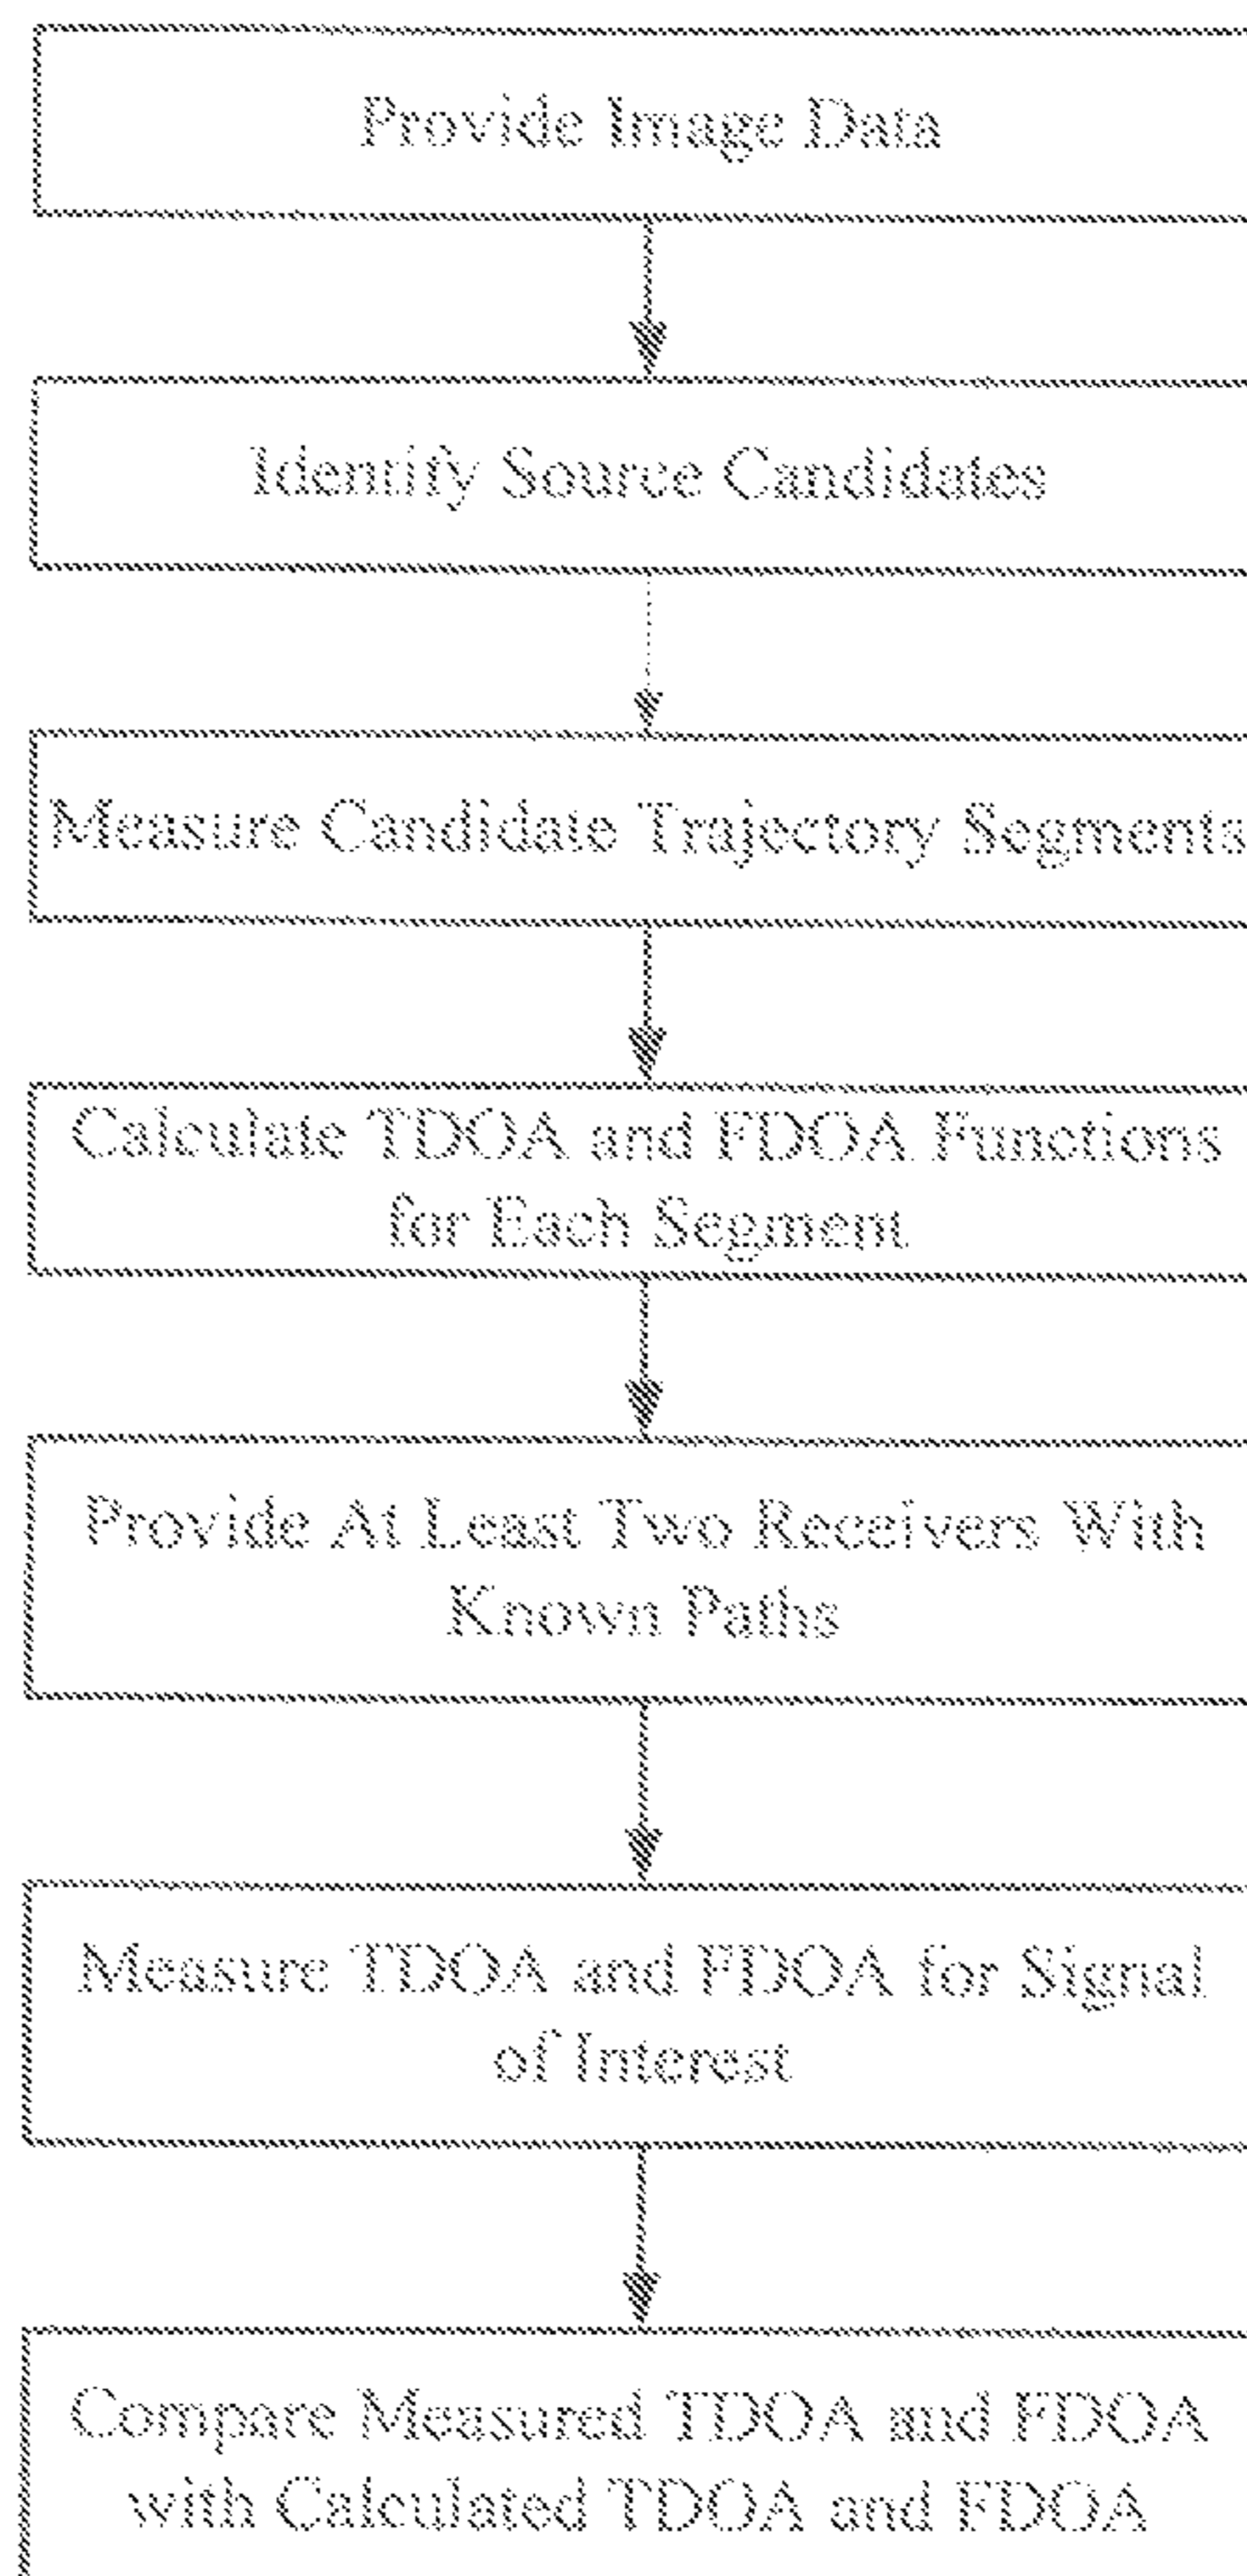 Provide Image Data
Identify Source Candidates
Measure Candidate Trajectory Segments
Calculate TDOA and FDOA Functions
for Each Segment
Provide At Least Two Receivers With
Known Paths
Measure TDOA and FDOA for Signal
of Interest
Compare Measured TDOA and FDOA
with Calculated TDOA and FDOA